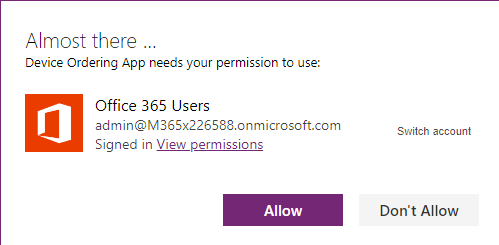 Almost there ...
Device Ordering App needs your permission to use:
Office 365 Users
admin@M365x226588.onmicrosoft.com
Switch account
Signed in View permissions
Allow
Don't Allow